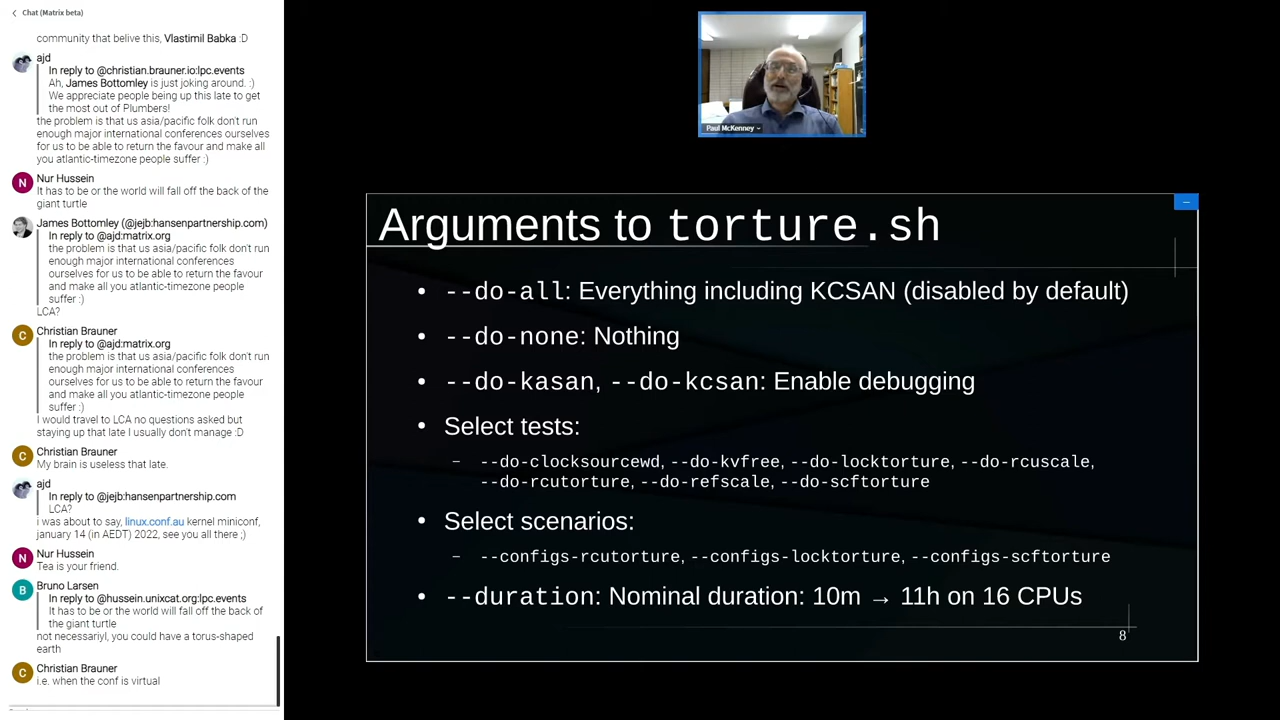 Chat (Matrix beta)
community that belive this, Vlastimil Babka :D
ajd
In reply to @christian.brauner.io:lpc.events
Ah, James Bottomley is just joking around. :)
We appreciate people being up this late to get
the most out of Plumbers!
the problem is that us asia/pacific folk don't run
enough major international conferences ourselves
for us to be able to return the favour and make all
you atlantic-timezone people suffer :)
N
Nur Hussein
It has to be or the world will fall off the back of the
giant turtle
James Bottomley (@jejb:hansenpartnership.com)
In reply to @ajd:matrix.org
the problem is that us asia/pacific folk don't run
enough major international conferences
ourselves for us to be able to return the favour
and make all you atlantic-timezone people
suffer :)
LCA?
C
Christian Brauner
In reply to @ajd:matrix.org
the problem is that us asia/pacific folk don't run
enough major international conferences
ourselves for us to be able to return the favour
and make all you atlantic-timezone people
suffer :)
I would travel to LCA no questions asked but
staying up that late I usually don't manage :D
C
Christian Brauner
My brain is useless that late.
ajd
In reply to @jejb:hansenpartnership.com
LCA?
i was about to say, linux.conf.au kernel miniconf,
january 14 (in AEDT) 2022, see you all there ;)
N
Nur Hussein
Tea is your friend.
B
Bruno Larsen
In reply to @hussein.unixcat.org:lpc.events
It has to be or the world will fall off the back of
the giant turtle
not necessariyl, you could have a torus-shaped
earth
C
Christian Brauner
i.e. when the conf is virtual
Paul McKenney
Arguments to torture.sh
• --do-all: Everything including KCSAN (disabled by default)
• --do-none: Nothing
• --do-kasan, --do-kcsan: Enable debugging
• Select tests:
– --do-clocksourcewd, --do-kvfree, --do-locktorture, --do-rcuscale,
--do-rcutorture, --do-refscale, --do-scftorture
• Select scenarios:
– --configs-rcutorture, --configs-locktorture, --configs-scftorture
• --duration: Nominal duration: 10m → 11h on 16 CPUs
8